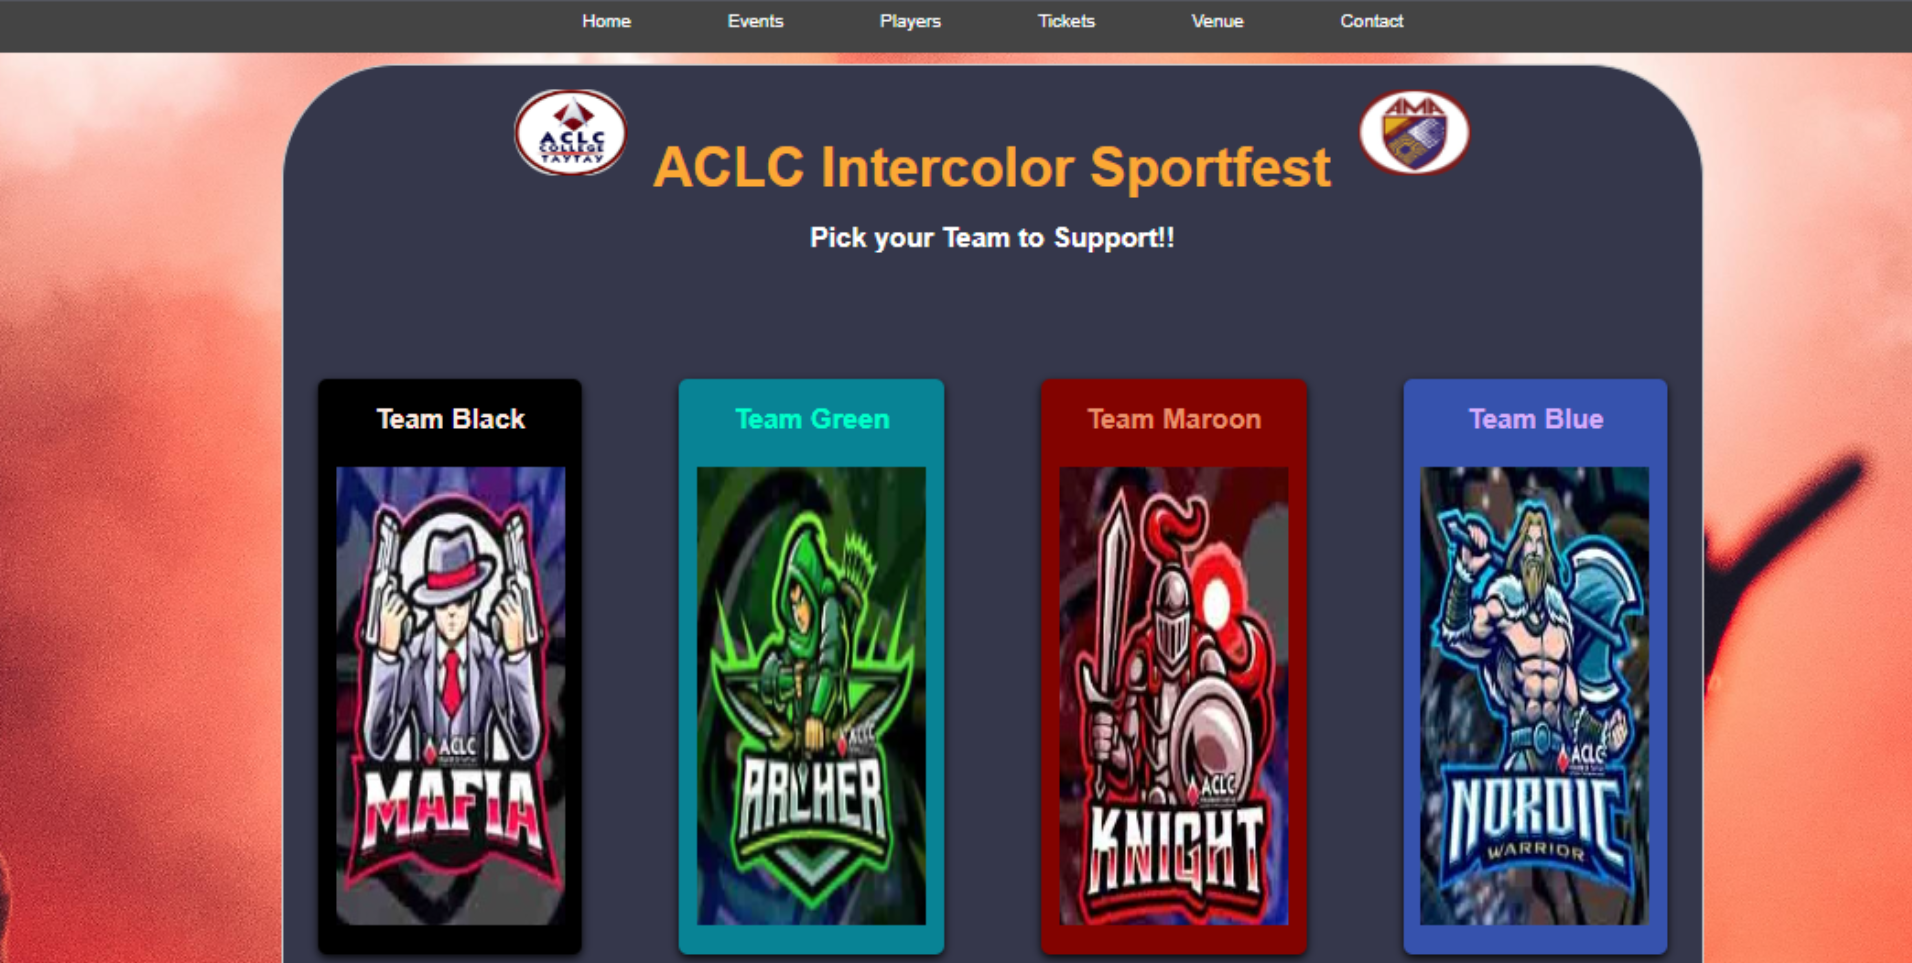 Home Events Players Tickets Venue Contact
ACLC
COLLEGE
TAYTAY
AMA
ACLC Intercolor Sportfest
Pick your Team to Support!!
Team Black
ACLC
MAFIA
Team Green
ACLC
ARCHER
Team Maroon
ACLC
KNIGHT
Team Blue
ACLC
NORDIC
WARRIOR